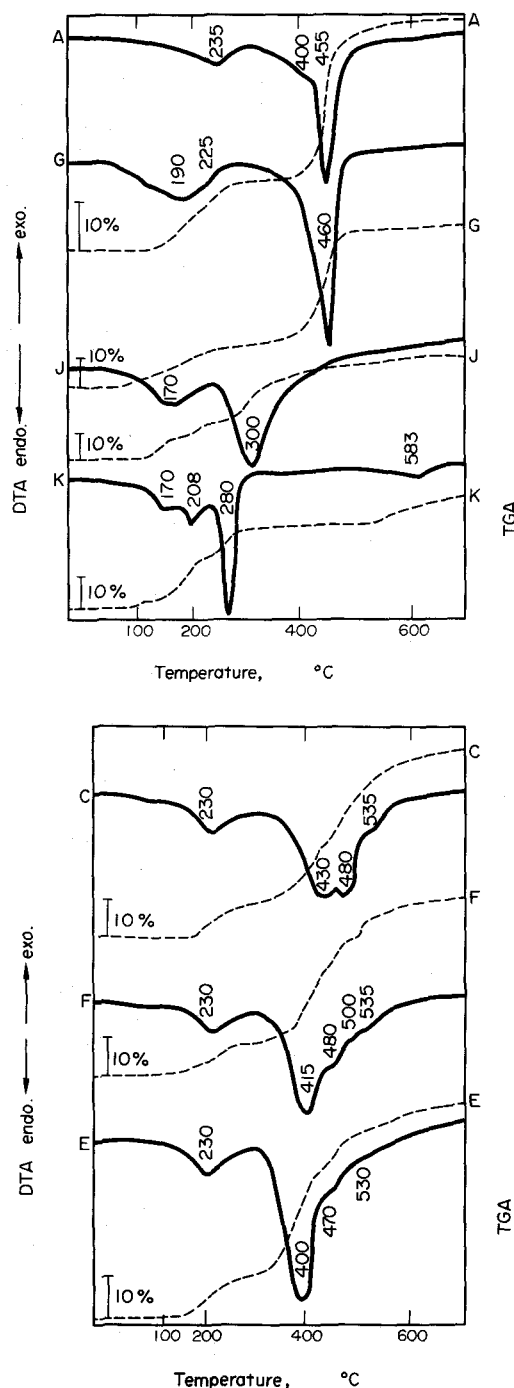 A
A
235
400
455
G
190
225
10%
460
G
DTA endo. exo.
J
10%
170
300
J
10%
K
170
208
280
583
K
10%
TGA
100 200 400 600
Temperature, °C
C
C
230
430
480
535
10%
F
F
230
415
480
500
535
10%
DTA endo. exo.
E
E
230
400
470
530
10%
TGA
100 200 400 600
Temperature, °C